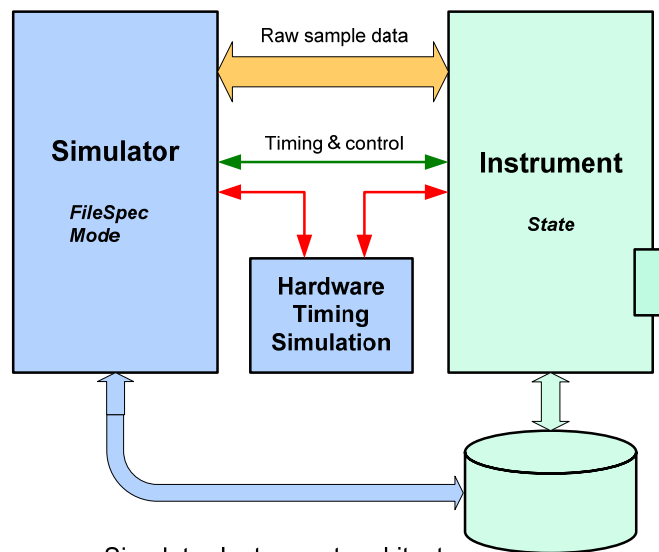 Raw sample data
Timing & control
Simulator
FileSpec
Mode
Instrument
State
Hardware
Timing
Simulation